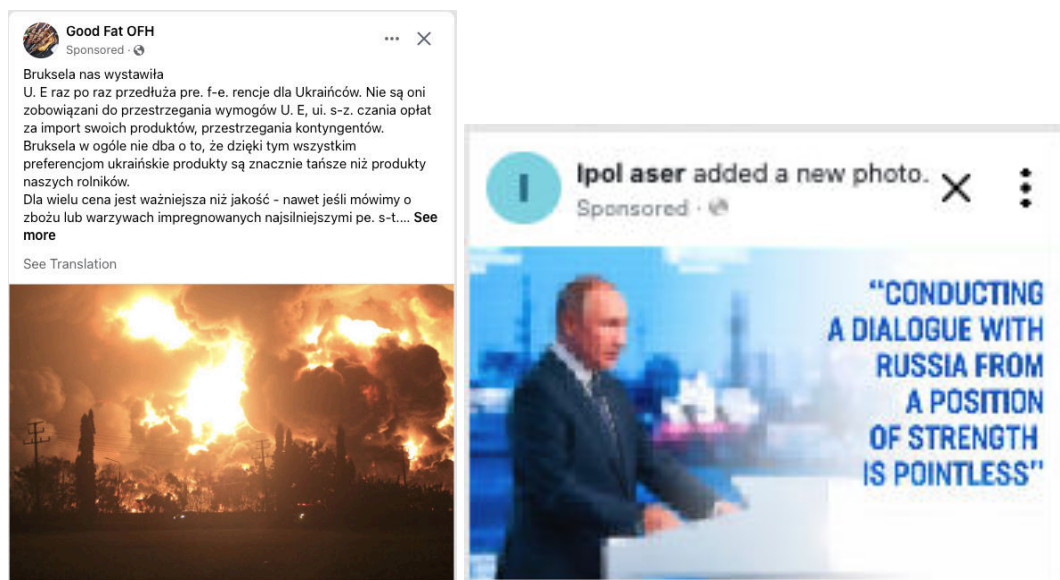 Good Fat OFH
Sponsored ·
Bruksela nas wystawiła
U. E raz po raz przedłuża pre. f-e. rencje dla Ukraińców. Nie są oni
zobowiązani do przestrzegania wymogów U. E, ui. s-z. czania opłat
za import swoich produktów, przestrzegania kontyngentów.
Bruksela w ogóle nie dba o to, że dzięki tym wszystkim
preferencjom ukraińskie produkty są znacznie tańsze niż produkty
naszych rolników.
Dla wielu cena jest ważniejsza niż jakość - nawet jeśli mówimy o
zbożu lub warzywach impregnowanych najsilniejszymi pe. s-t.... See
more
See Translation
I
Ipol aser added a new photo.
Sponsored ·
“CONDUCTING
A DIALOGUE WITH
RUSSIA FROM
A POSITION
OF STRENGTH
IS POINTLESS”